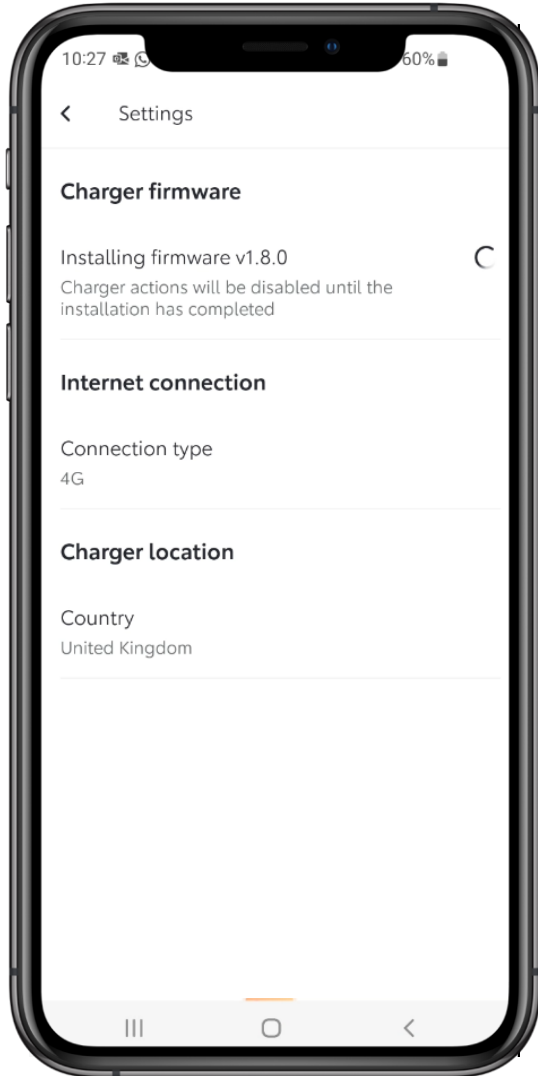 10:27 60%
Settings
Charger firmware
Installing firmware v1.8.0
Charger actions will be disabled until the
installation has completed
Internet connection
Connection type
4G
Charger location
Country
United Kingdom